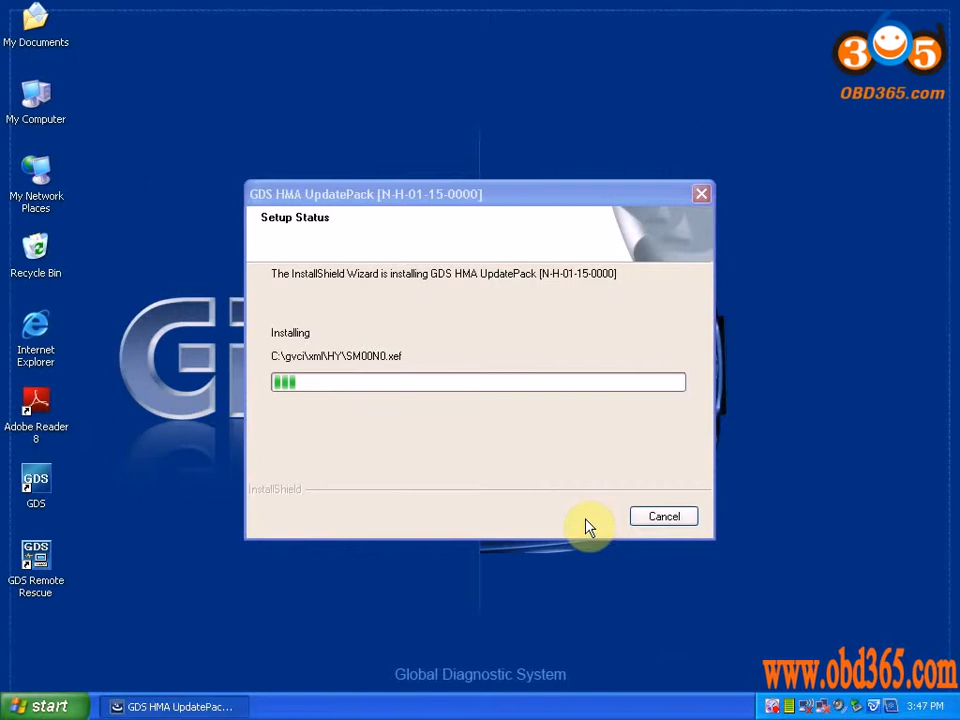 My Documents
My Computer
My Network
Places
Recycle Bin
Internet
Explorer
Adobe Reader
8
GDS
GDS
GDS
GDS Remote
Rescue
365
OBD365.com
GDS HMA UpdatePack [N-H-01-15-0000]
Setup Status
The InstallShield Wizard is installing GDS HMA UpdatePack [N-H-01-15-0000]
Installing
C:\gvci\xml\HY\SM00N0.xef
InstallShield
Cancel
Global Diagnostic System
www.obd365.com
start
GDS HMA UpdatePac...
3:47 PM